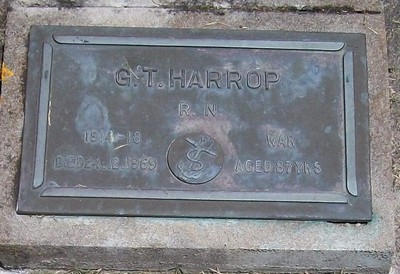 G.T. HARROP
R. N
1914-18 WAR
AGED 87 YRS